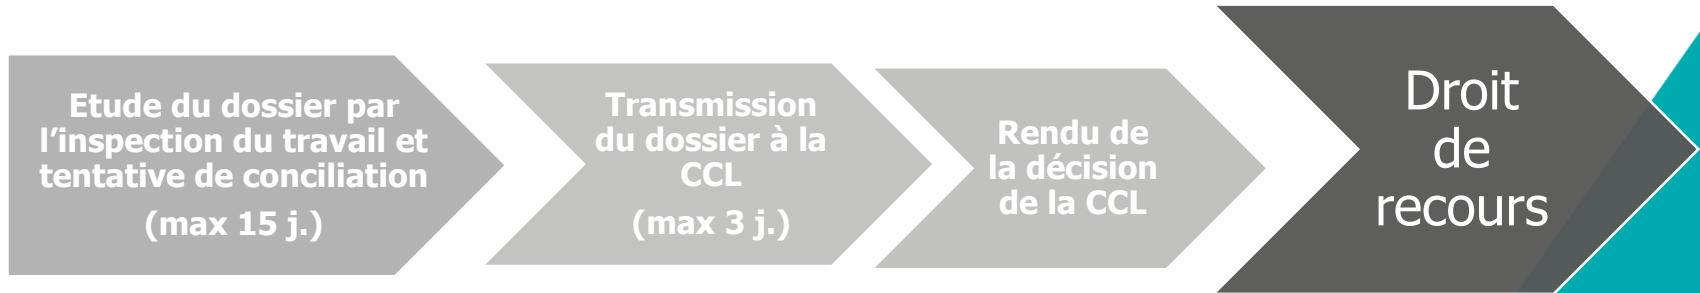 Etude du dossier par
l’inspection du travail et
tentative de conciliation
(max 15 j.)
Transmission
du dossier à la
CCL
(max 3 j.)
Rendu de
la décision
de la CCL
Droit
de
recours